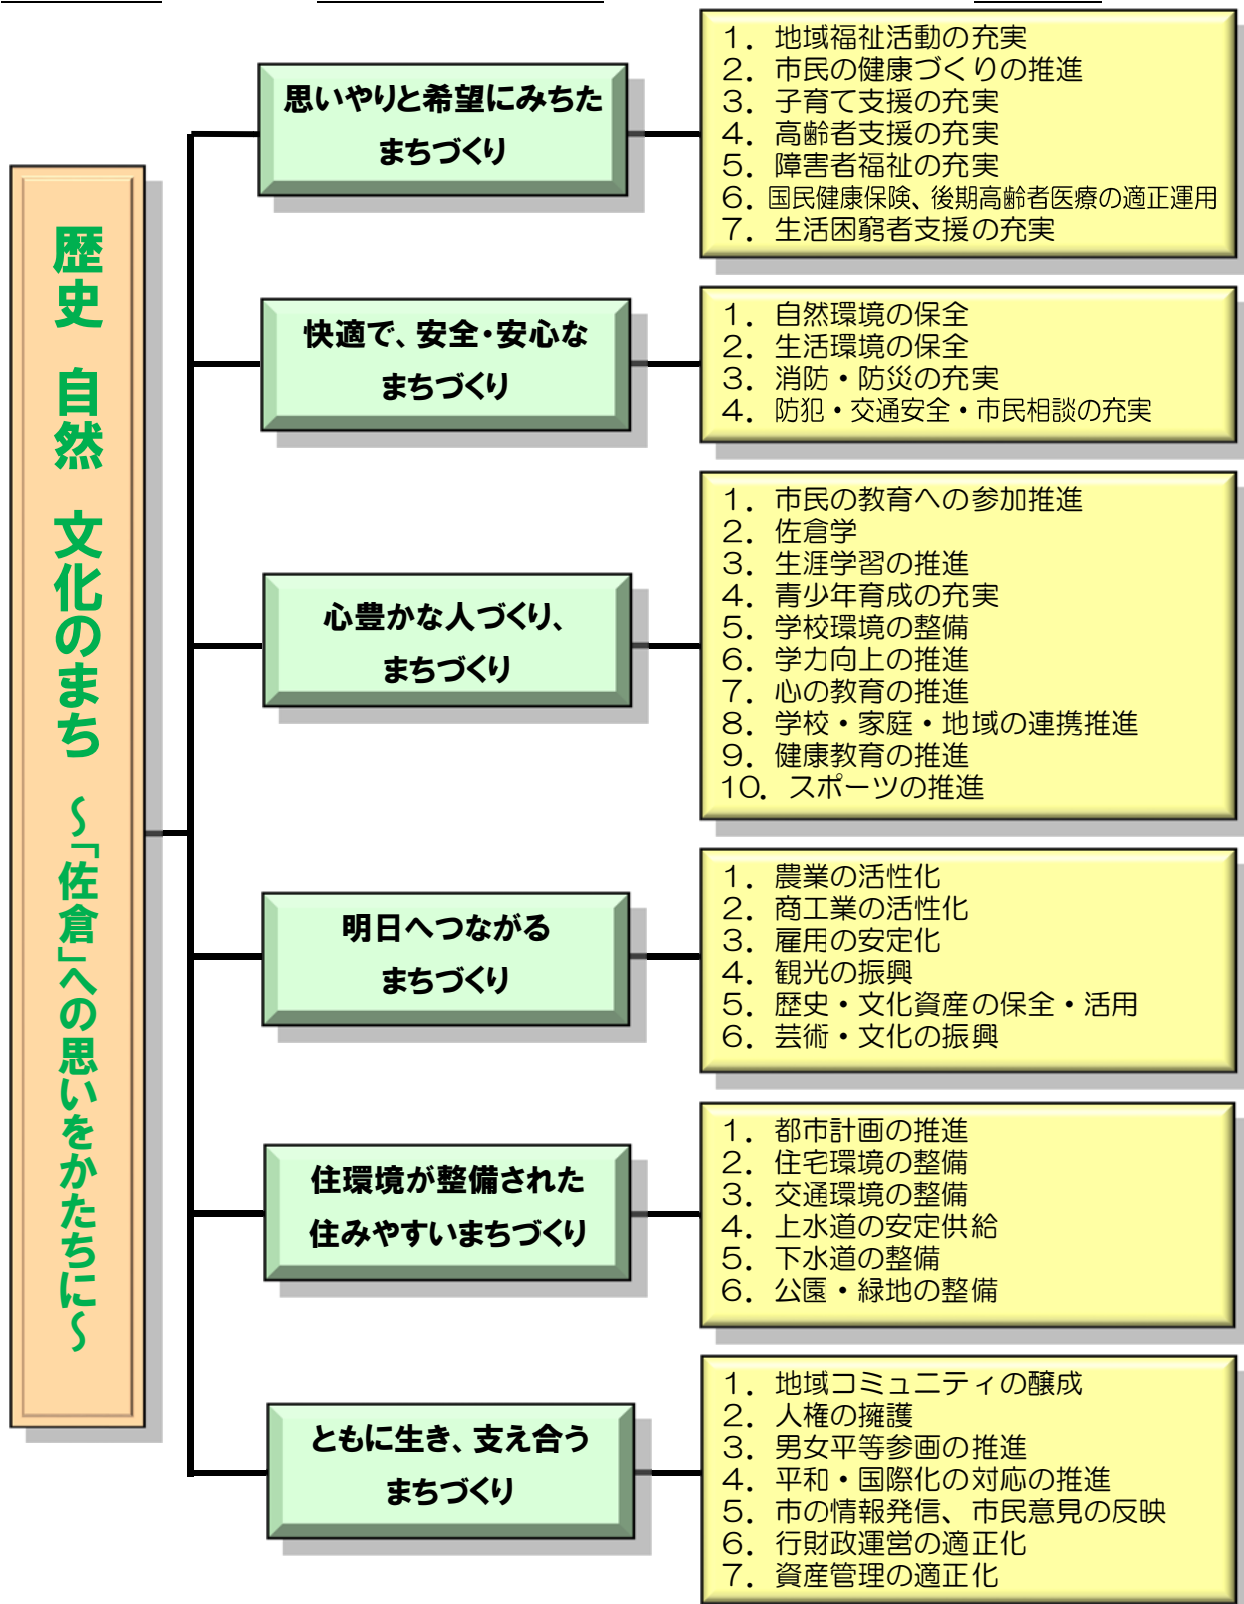 歴史　自然　文化のまち　～「佐倉」への思いをかたちに～
思いやりと希望にみちた
まちづくり
1．地域福祉活動の充実
2．市民の健康づくりの推進
3．子育て支援の充実
4．高齢者支援の充実
5．障害者福祉の充実
6．国民健康保険、後期高齢者医療の適正運用
7．生活困窮者支援の充実
快適で、安全・安心な
まちづくり
1．自然環境の保全
2．生活環境の保全
3．消防・防災の充実
4．防犯・交通安全・市民相談の充実
心豊かな人づくり、
まちづくり
1．市民の教育への参加推進
2．佐倉学
3．生涯学習の推進
4．青少年育成の充実
5．学校環境の整備
6．学力向上の推進
7．心の教育の推進
8．学校・家庭・地域の連携推進
9．健康教育の推進
10．スポーツの推進
明日へつながる
まちづくり
1．農業の活性化
2．商工業の活性化
3．雇用の安定化
4．観光の振興
5．歴史・文化資産の保全・活用
6．芸術・文化の振興
住環境が整備された
住みやすいまちづくり
1．都市計画の推進
2．住宅環境の整備
3．交通環境の整備
4．上水道の安定供給
5．下水道の整備
6．公園・緑地の整備
ともに生き、支え合う
まちづくり
1．地域コミュニティの醸成
2．人権の擁護
3．男女平等参画の推進
4．平和・国際化の対応の推進
5．市の情報発信、市民意見の反映
6．行財政運営の適正化
7．資産管理の適正化